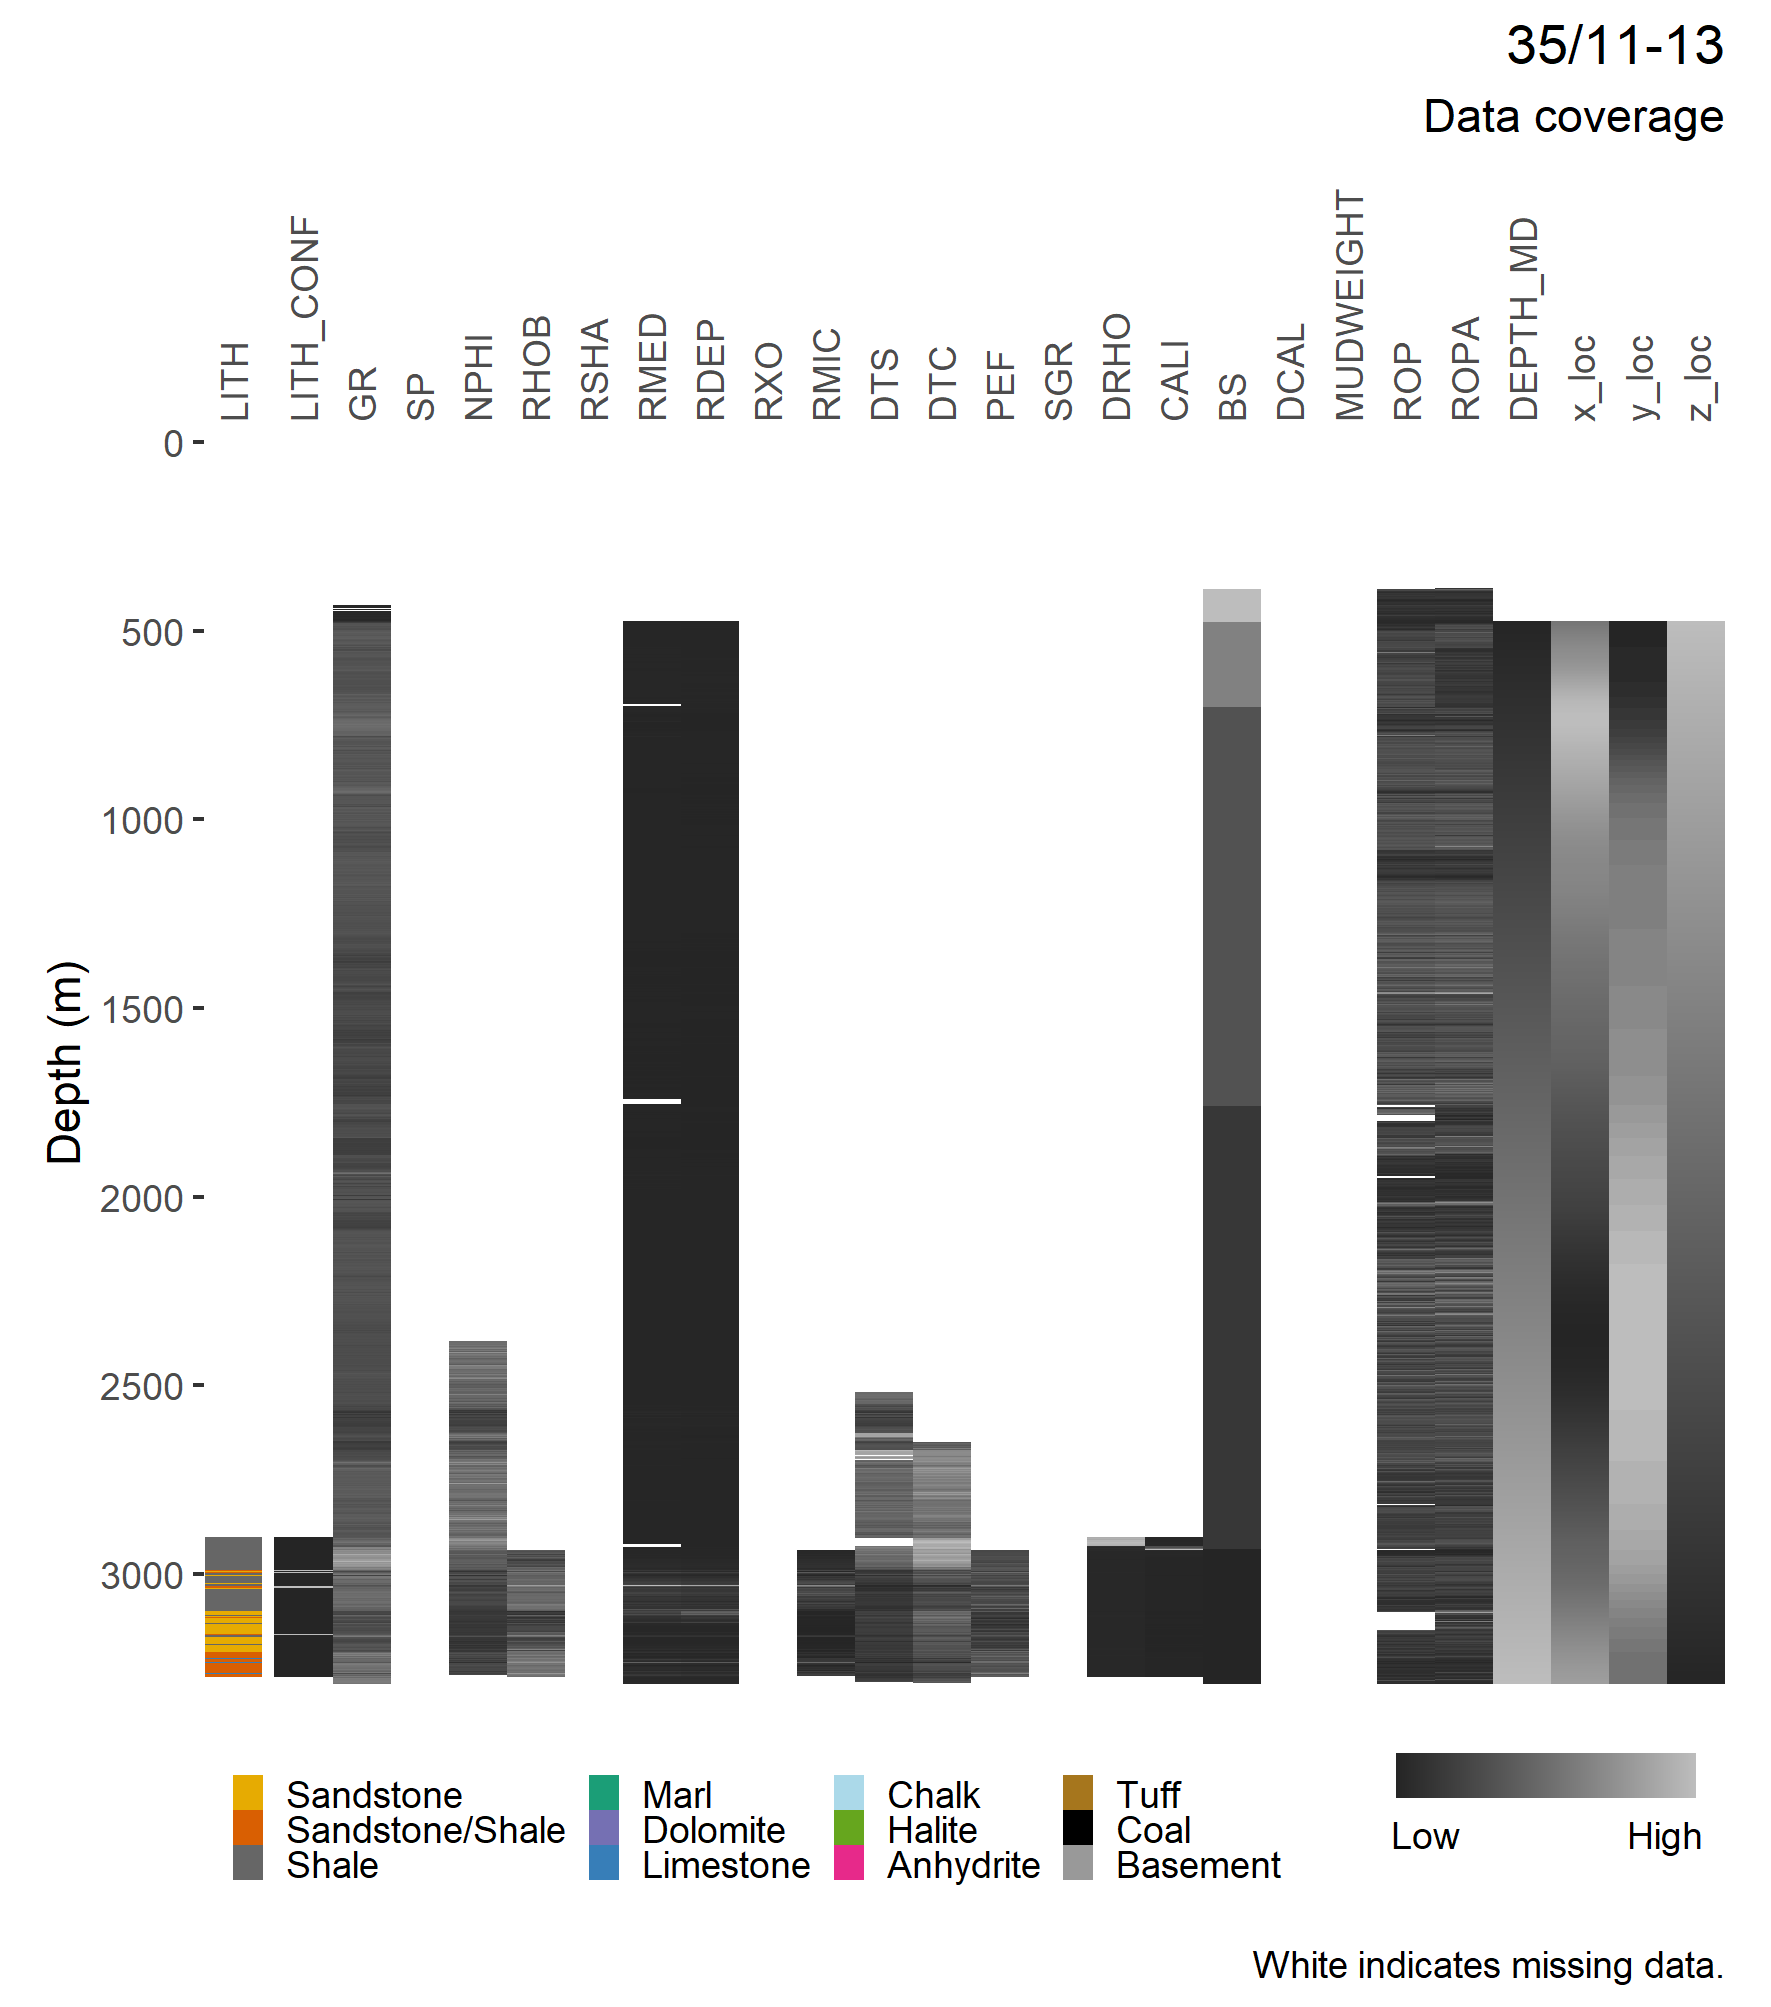 35/11-13
Data coverage
LITH
LITH_CONF
GR
SP
NPHI
RHOB
RSHA
RMED
RDEP
RXO
RMIC
DTS
DTC
PEF
SGR
DRHO
CALI
BS
DCAL
MUDWEIGHT
ROP
ROPA
DEPTH_MD
x_loc
y_loc
z_loc
Depth (m)
0
500
1000
1500
2000
2500
3000
Sandstone
Sandstone/Shale
Shale
Marl
Dolomite
Limestone
Chalk
Halite
Anhydrite
Tuff
Coal
Basement
Low High
White indicates missing data.